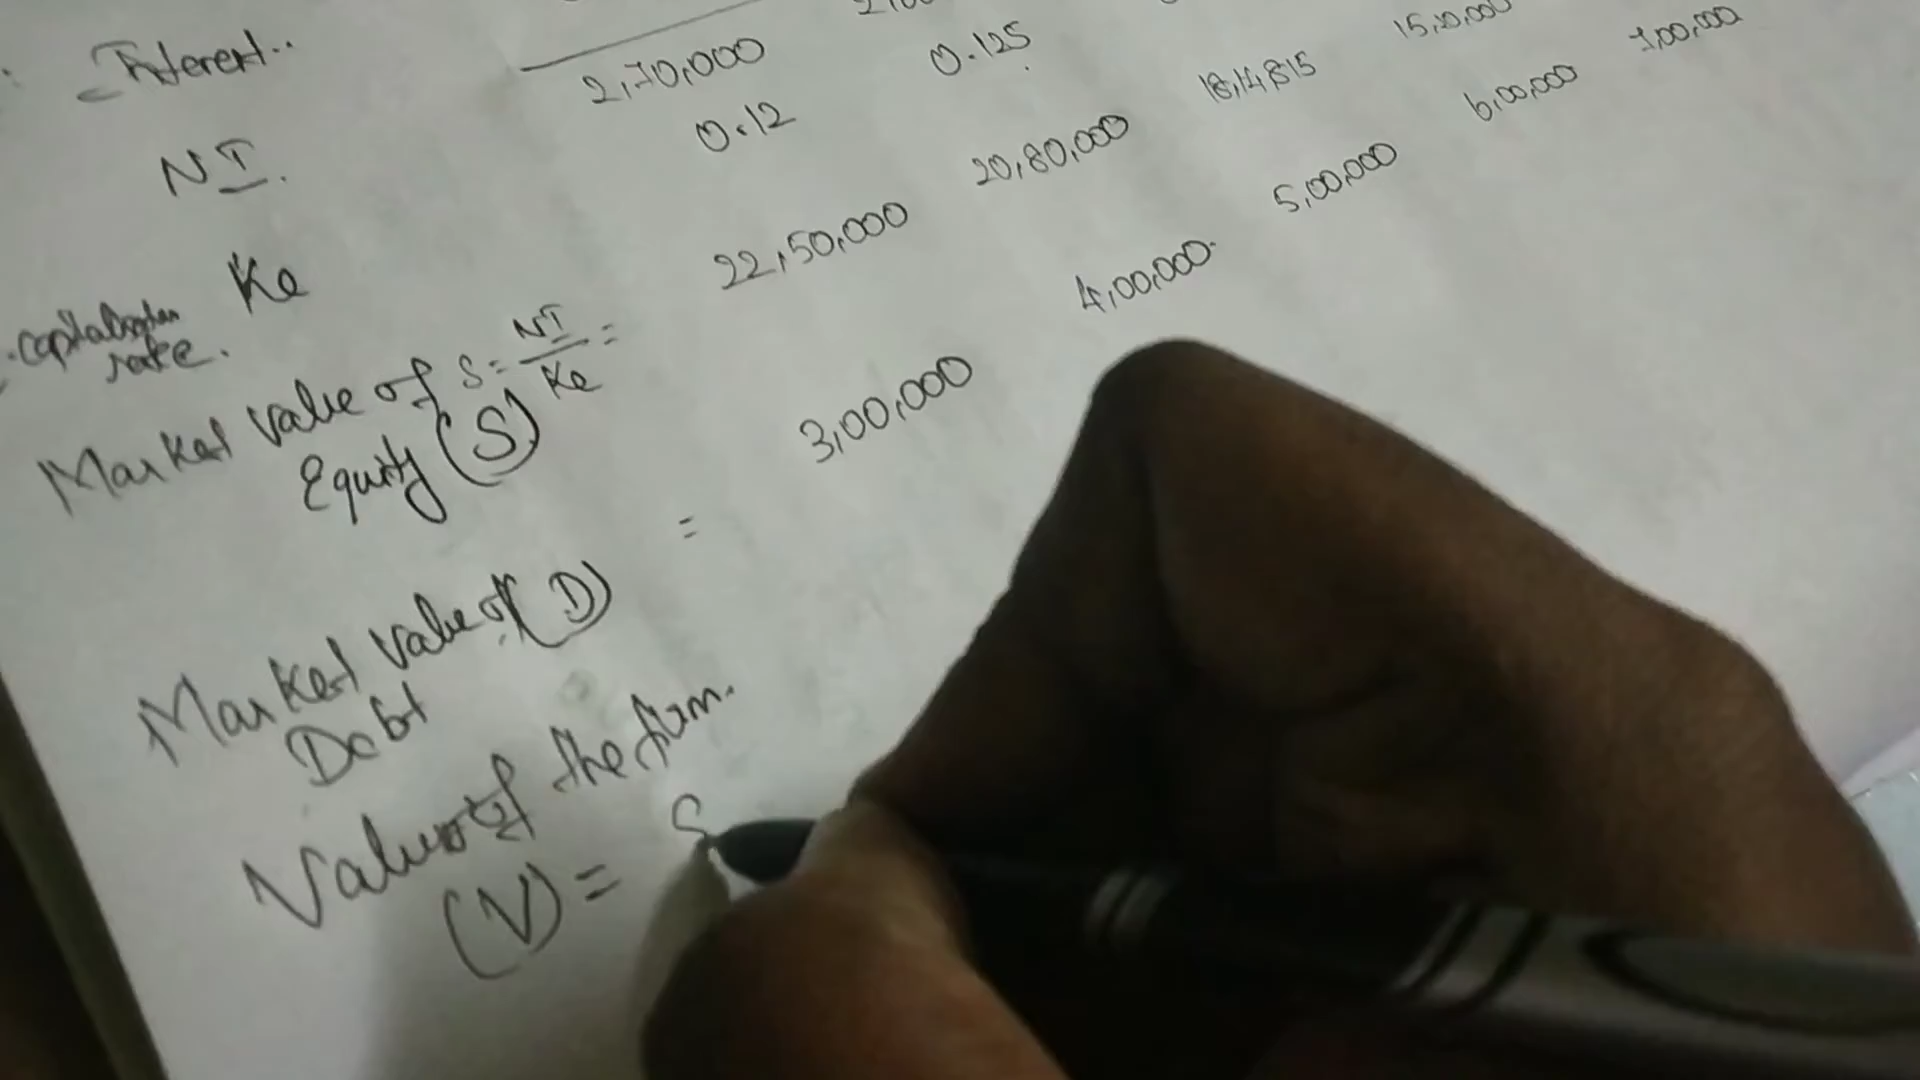 Interest..
2,70,000
NI.
0.12 0.125
Ke
22,50,000 20,80,000 18,14,815 15,20,000
capitalisation rate.
Market value of Equity (S) S = NI / Ke =
3,00,000 4,00,000 5,00,000 6,00,000 7,00,000
Market value of (D) =
Debt
Value of the firm.
(V) = S